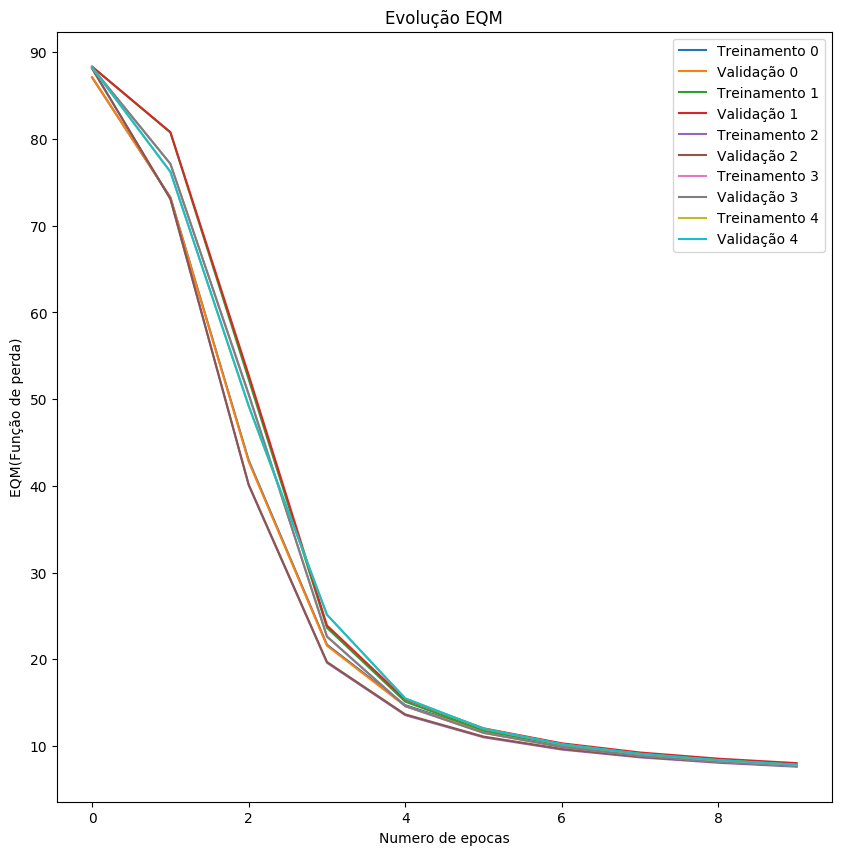 Evolução EQM
90
80
70
60
50
40
30
20
10
EQM(Função de perda)
0
2
4
6
8
Numero de epocas
Treinamento 0
Validação 0
Treinamento 1
Validação 1
Treinamento 2
Validação 2
Treinamento 3
Validação 3
Treinamento 4
Validação 4